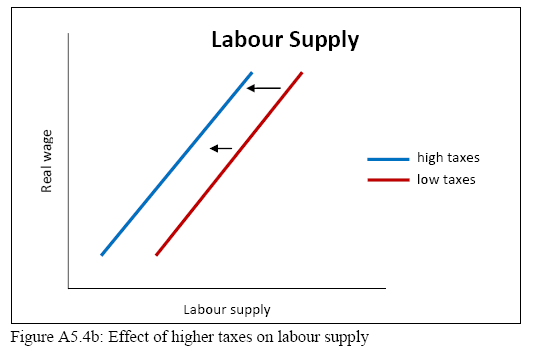 Labour Supply
Real wage
high taxes
low taxes
Labour supply
Figure A5.4b: Effect of higher taxes on labour supply